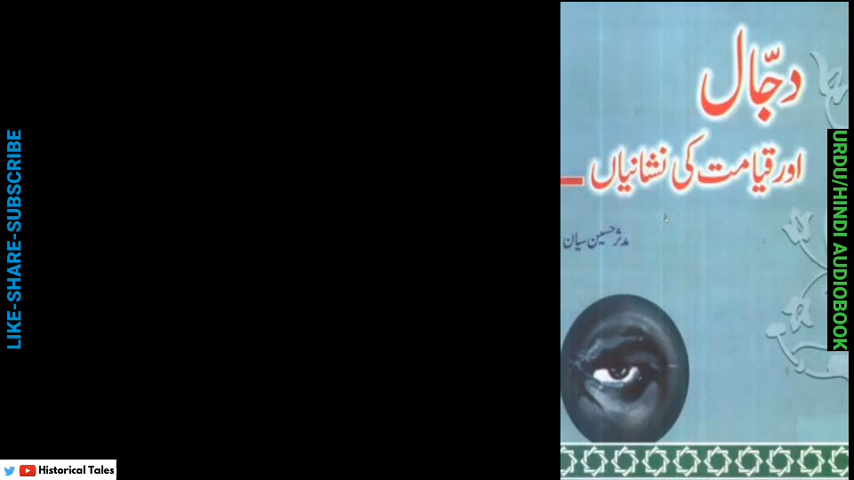 دجّال
اور قیامت کی نشانیاں
مدثر حسین سیان
LIKE-SHARE-SUBSCRIBE
URDU/HINDI AUDIOBOOK
Historical Tales